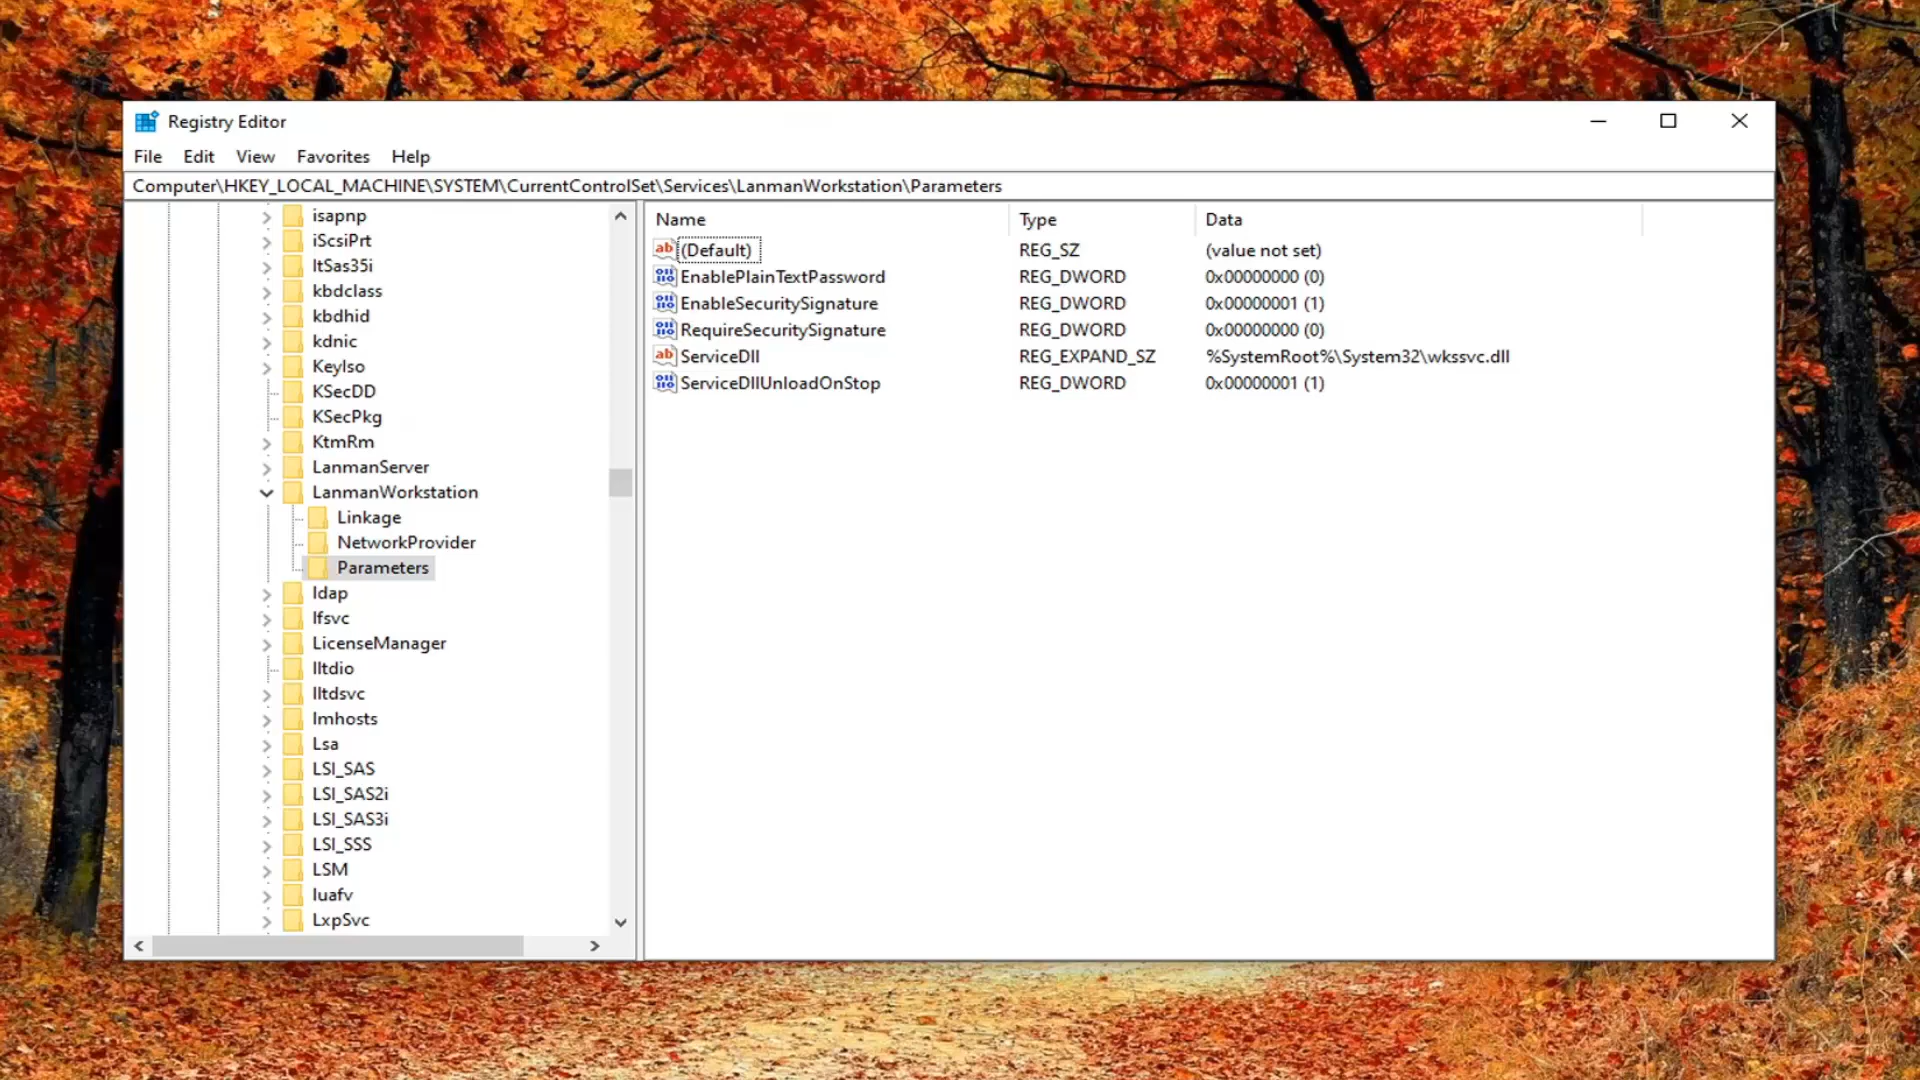 Registry Editor
File Edit View Favorites Help
Computer\HKEY_LOCAL_MACHINE\SYSTEM\CurrentControlSet\Services\LanmanWorkstation\Parameters
isapnp
iScsiPrt
ItSas35i
kbdclass
kbdhid
kdnic
KeyIso
KSecDD
KSecPkg
KtmRm
LanmanServer
LanmanWorkstation
Linkage
NetworkProvider
Parameters
ldap
lfsvc
LicenseManager
lltdio
lltdsvc
lmhosts
Lsa
LSI_SAS
LSI_SAS2i
LSI_SAS3i
LSI_SSS
LSM
luafv
LxpSvc
Name Type Data
(Default) REG_SZ (value not set)
EnablePlainTextPassword REG_DWORD 0x00000000 (0)
EnableSecuritySignature REG_DWORD 0x00000001 (1)
RequireSecuritySignature REG_DWORD 0x00000000 (0)
ServiceDll REG_EXPAND_SZ %SystemRoot%\System32\wkssvc.dll
ServiceDllUnloadOnStop REG_DWORD 0x00000001 (1)